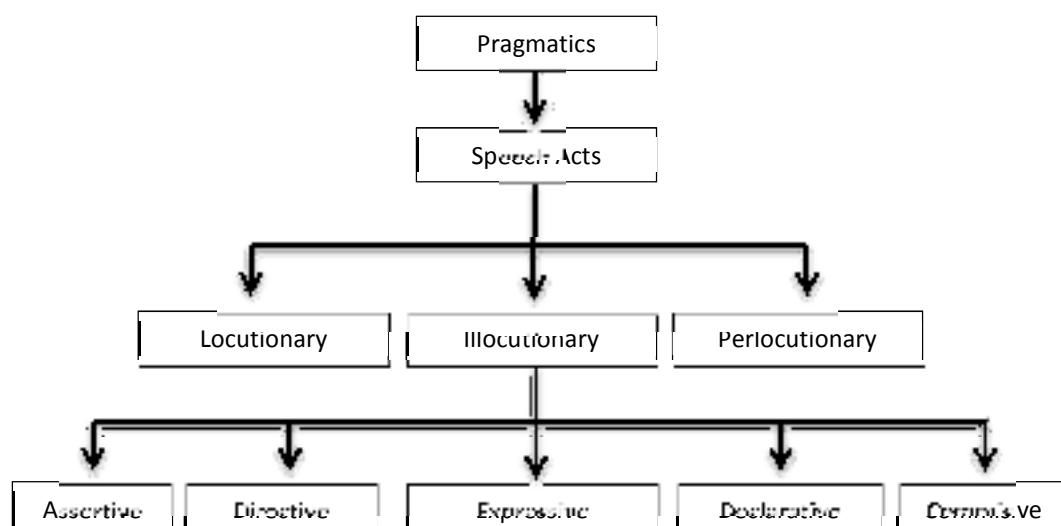 Pragmatics
Speech Acts
Locutionary
Illocutionary
Perlocutionary
Assertive
Directive
Expressive
Declarative